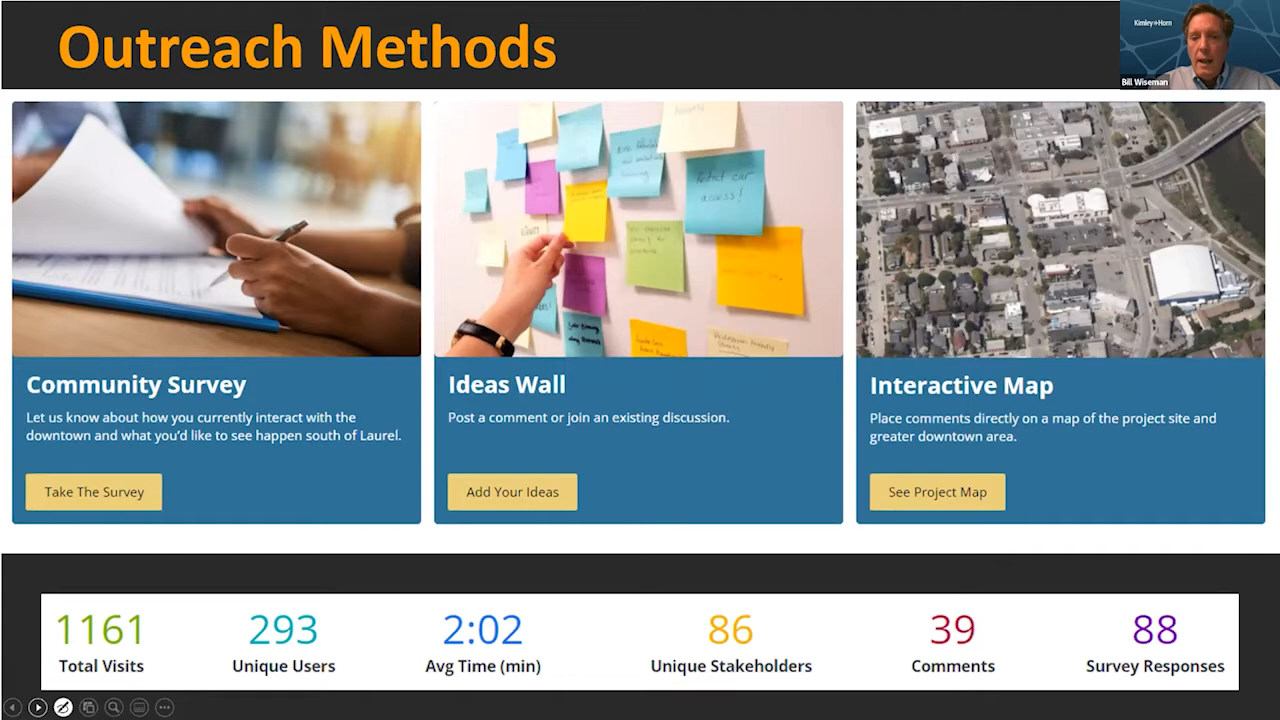 Outreach Methods
Kimley»Horn
Bill Wiseman
access!
Community Survey
Let us know about how you currently interact with the
downtown and what you'd like to see happen south of Laurel.
Take The Survey
Ideas Wall
Post a comment or join an existing discussion.
Add Your Ideas
Interactive Map
Place comments directly on a map of the project site and
greater downtown area.
See Project Map
1161
Total Visits
293
Unique Users
2:02
Avg Time (min)
86
Unique Stakeholders
39
Comments
88
Survey Responses